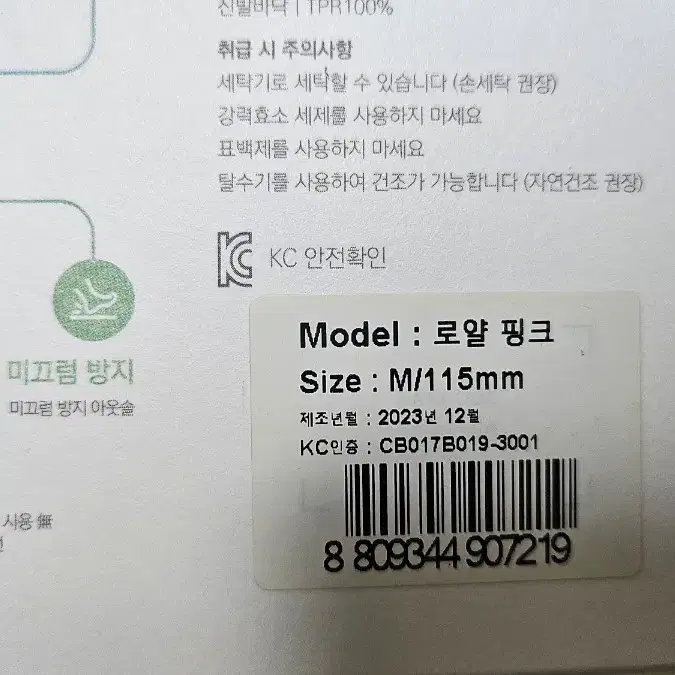 신발바닥 | TPR100%
취급 시 주의사항
세탁기로 세탁할 수 있습니다 (손세탁 권장)
강력효소 세제를 사용하지 마세요
표백제를 사용하지 마세요
탈수기를 사용하여 건조가 가능합니다 (자연건조 권장)
KC 안전확인
미끄럼 방지
미끄럼 방지 아웃솔
사용 無
Model : 로얄 핑크
Size : M/115mm
제조년월 : 2023년 12월
KC인증 : CB017B019-3001
8 809344 907219